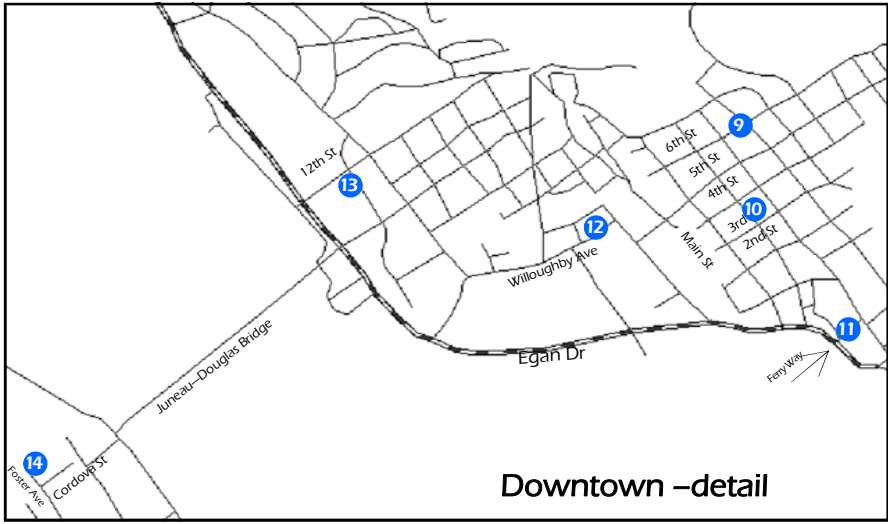 9
6th St
12th St
5th St
13
4th St
10
3rd
12
2nd St
Main St
Willoughby Ave
11
Egan Dr
Juneau–Douglas Bridge
Ferry Way
14
Cordova St
Foster Ave
Downtown –detail